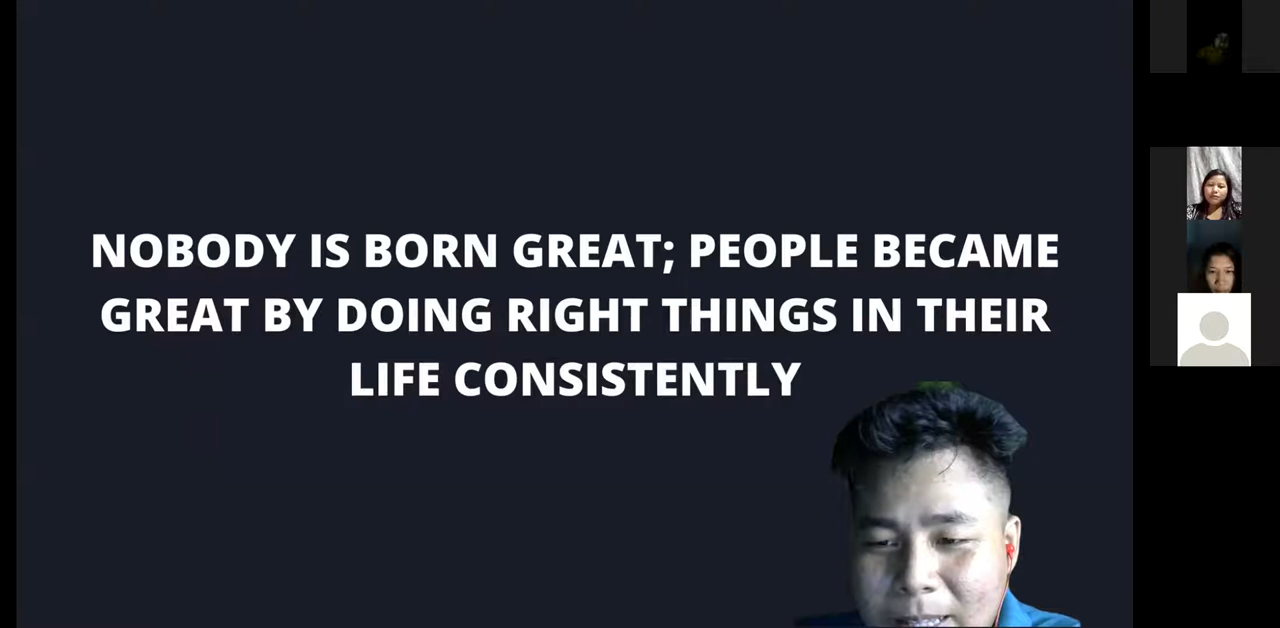 NOBODY IS BORN GREAT; PEOPLE BECAME
GREAT BY DOING RIGHT THINGS IN THEIR
LIFE CONSISTENTLY